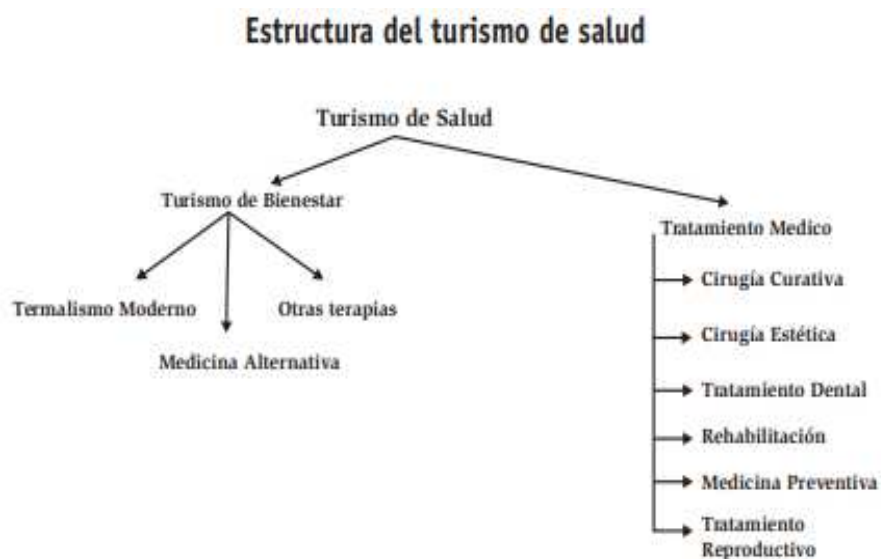 Estructura del turismo de salud
Turismo de Salud
Turismo de Bienestar
Termalismo Moderno
Otras terapias
Medicina Alternativa
Tratamiento Medico
Cirugía Curativa
Cirugía Estética
Tratamiento Dental
Rehabilitación
Medicina Preventiva
Tratamiento
Reproductivo